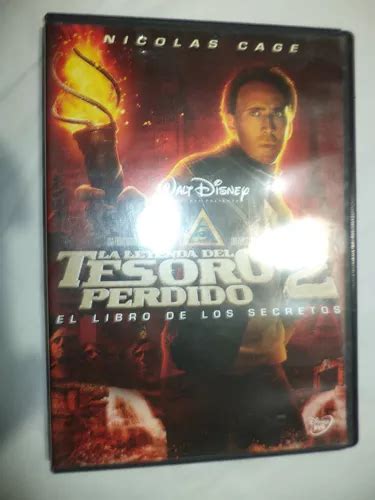 NICOLAS CAGE
WALT DISNEY
LA LEYENDA DEL
TESORO 2
PERDIDO
EL LIBRO DE LOS SECRETOS